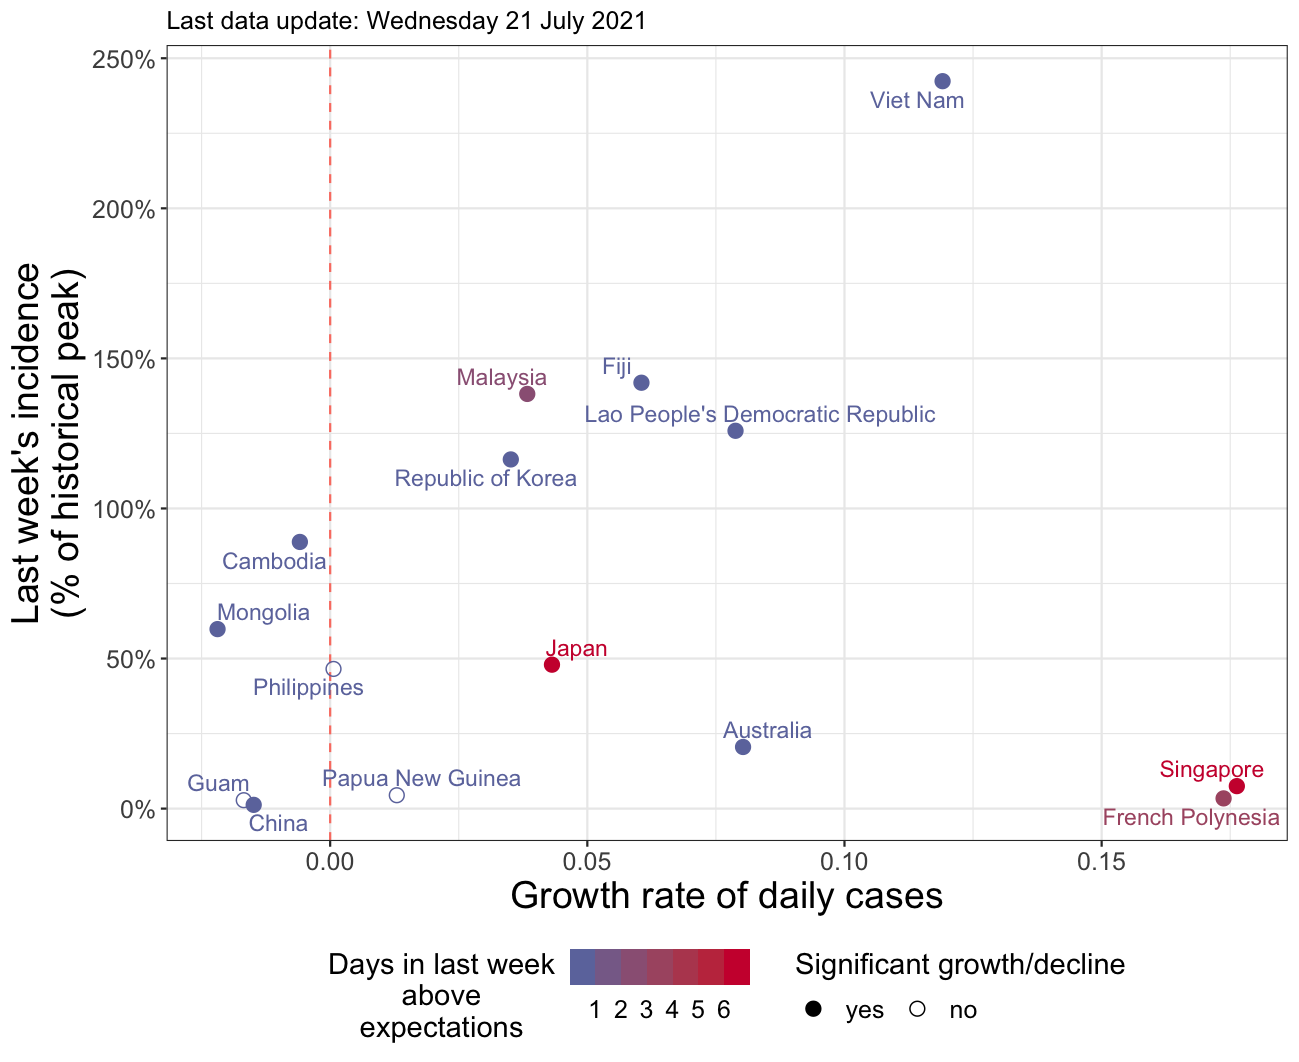 Last data update: Wednesday 21 July 2021
250%
200%
150%
100%
50%
0%
Last week's incidence
(% of historical peak)
Viet Nam
Fiji
Malaysia
Lao People's Democratic Republic
Republic of Korea
Cambodia
Mongolia
Japan
Philippines
Australia
Singapore
Papua New Guinea
Guam
French Polynesia
China
0.00 0.05 0.10 0.15
Growth rate of daily cases
Days in last week
above
expectations
1 2 3 4 5 6
Significant growth/decline
yes no